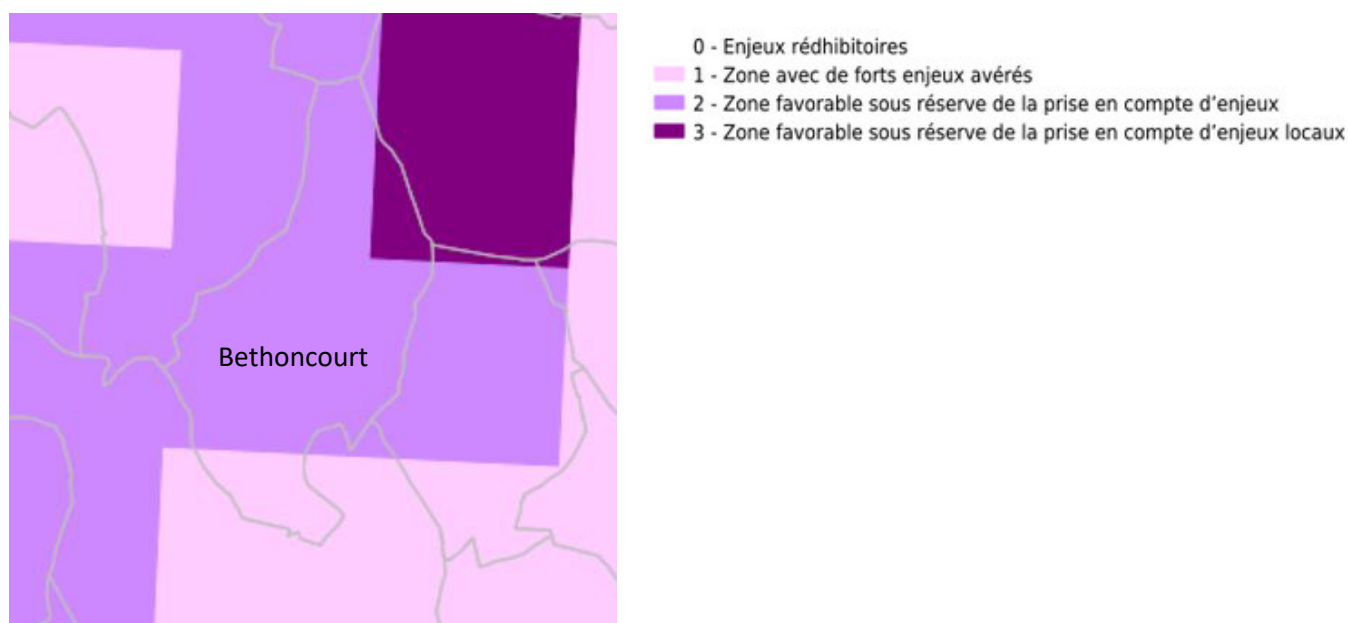 Bethoncourt
0 - Enjeux rédhibitoires
1 - Zone avec de forts enjeux avérés
2 - Zone favorable sous réserve de la prise en compte d'enjeux
3 - Zone favorable sous réserve de la prise en compte d'enjeux locaux